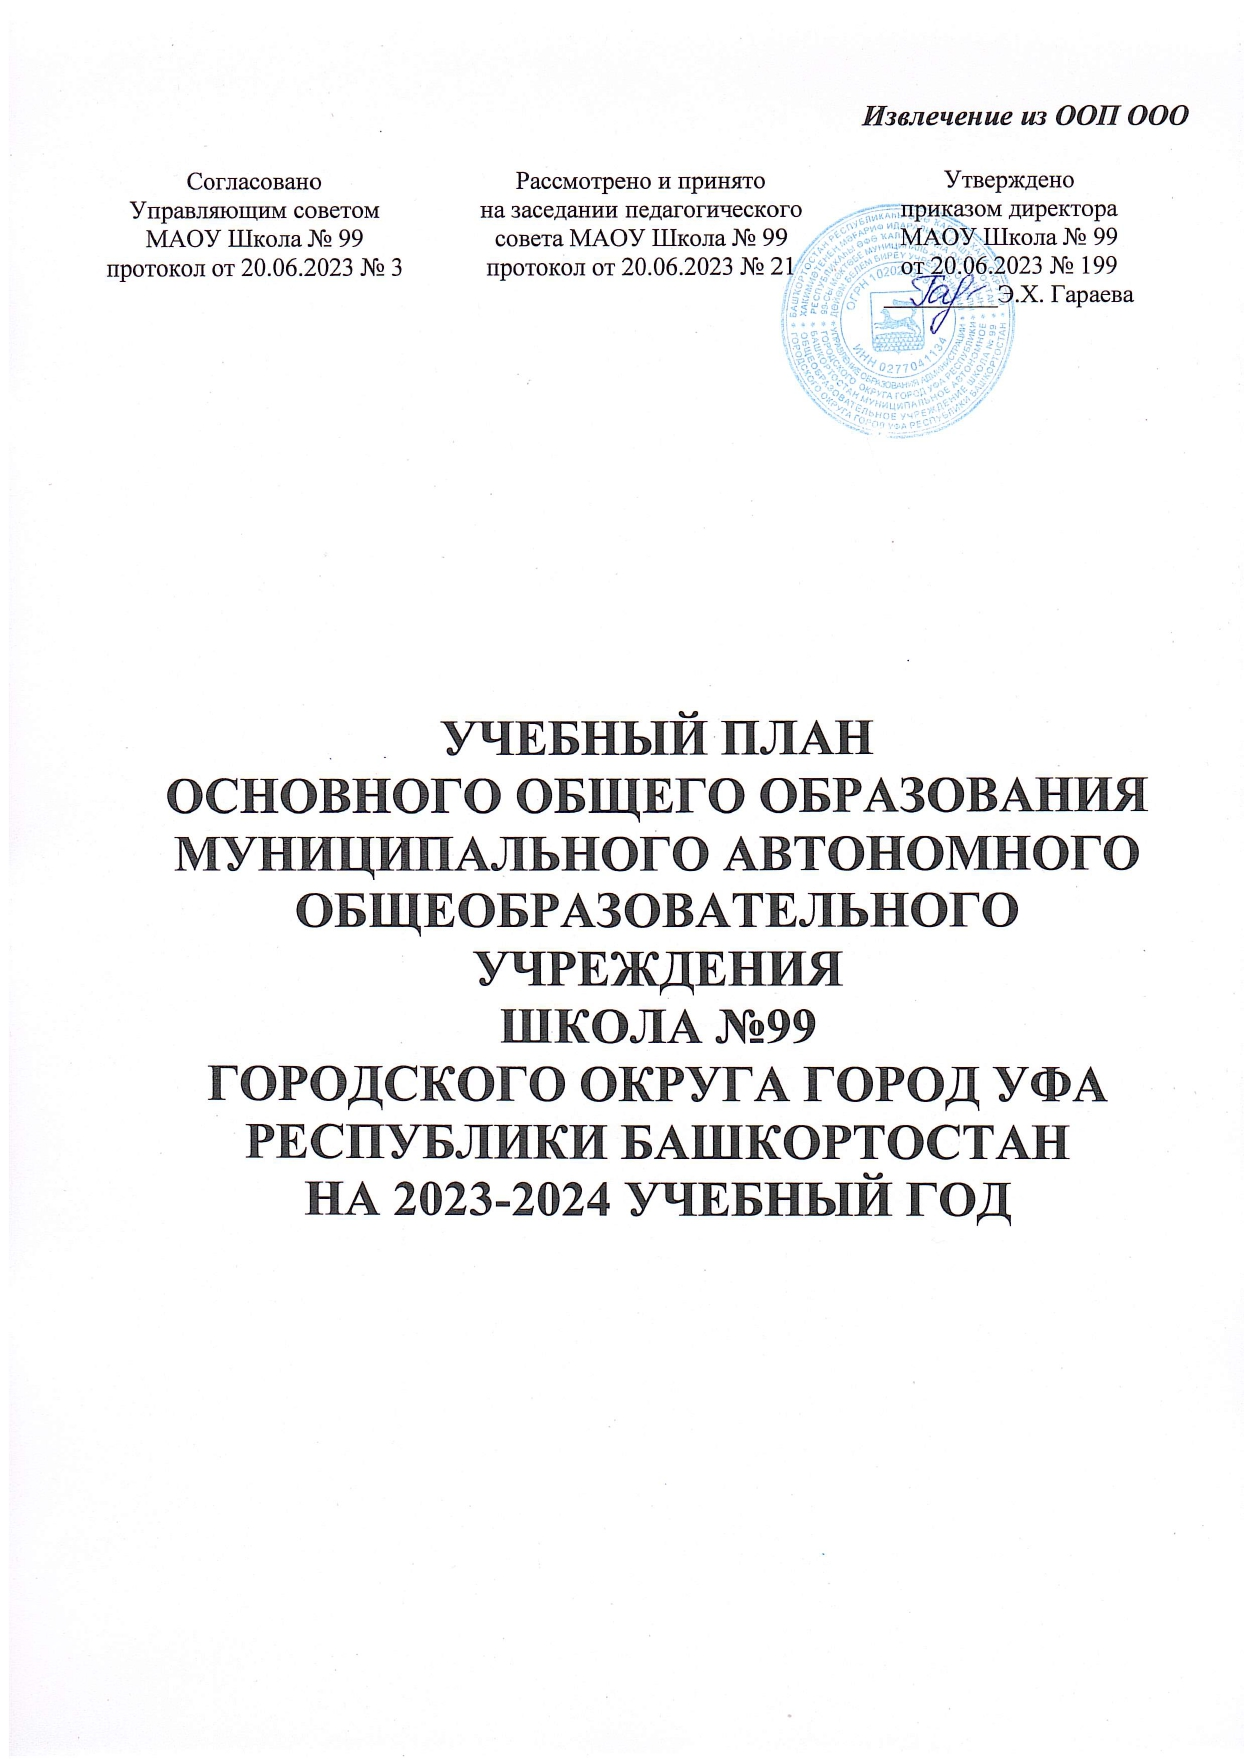 Извлечение из ООП ООО
Согласовано
Управляющим советом
МАОУ Школа № 99
протокол от 20.06.2023 № 3
Рассмотрено и принято
на заседании педагогического
совета МАОУ Школа № 99
протокол от 20.06.2023 № 21
Утверждено
приказом директора
МАОУ Школа № 99
от 20.06.2023 № 199
Э.Х. Гараева
ИНН 0277041134
УЧЕБНЫЙ ПЛАН
ОСНОВНОГО ОБЩЕГО ОБРАЗОВАНИЯ
МУНИЦИПАЛЬНОГО АВТОНОМНОГО
ОБЩЕОБРАЗОВАТЕЛЬНОГО
УЧРЕЖДЕНИЯ
ШКОЛА №99
ГОРОДСКОГО ОКРУГА ГОРОД УФА
РЕСПУБЛИКИ БАШКОРТОСТАН
НА 2023-2024 УЧЕБНЫЙ ГОД